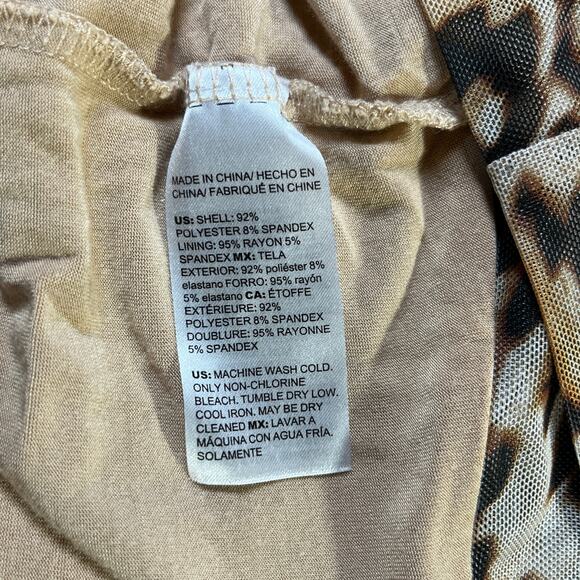 MADE IN CHINA/ HECHO EN
CHINA/ FABRIQUÉ EN CHINE
US: SHELL: 92%
POLYESTER 8% SPANDEX
LINING: 95% RAYON 5%
SPANDEX MX: TELA
EXTERIOR: 92% poliéster 8%
elastano FORRO: 95% rayón
5% elastano CA: ÉTOFFE
EXTÉRIEURE: 92%
POLYESTER 8% SPANDEX
DOUBLURE: 95% RAYONNE
5% SPANDEX
US: MACHINE WASH COLD.
ONLY NON-CHLORINE
BLEACH. TUMBLE DRY LOW.
COOL IRON. MAY BE DRY
CLEANED MX: LAVAR A
MÁQUINA CON AGUA FRÍA.
SOLAMENTE